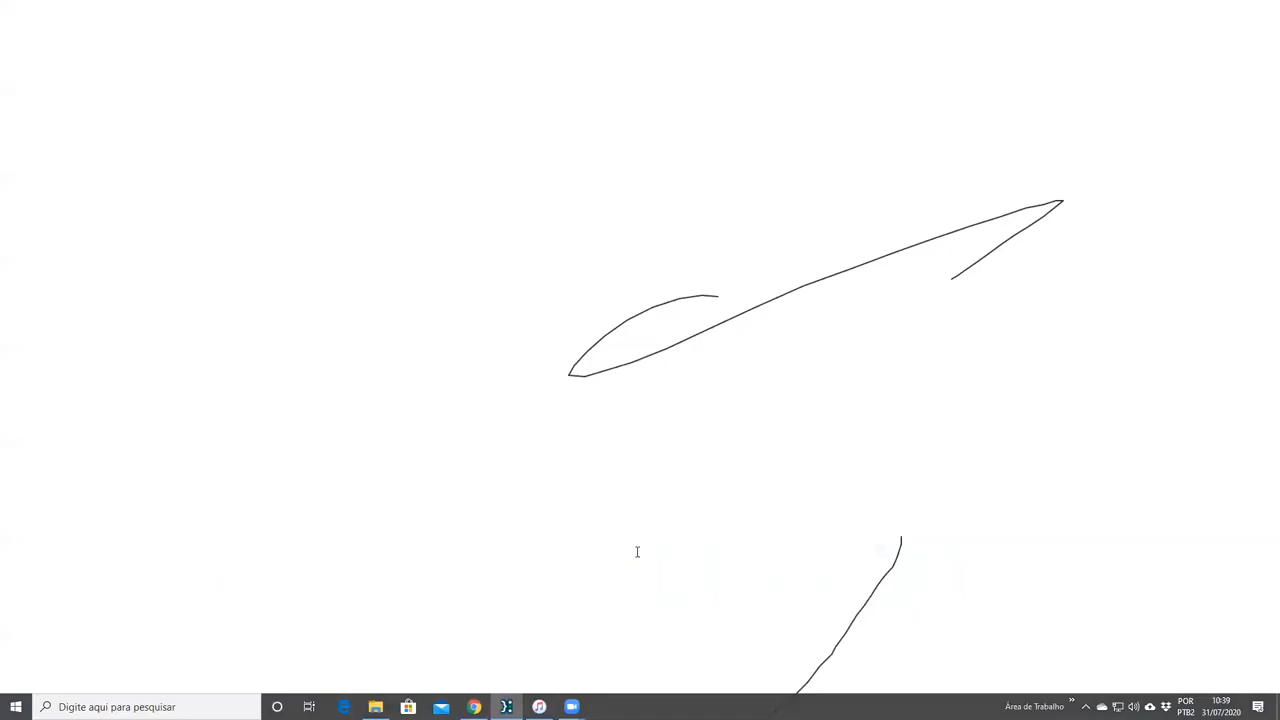 Digite aqui para pesquisar
Área de Trabalho
POR
PTB2
10:39
31/07/2020